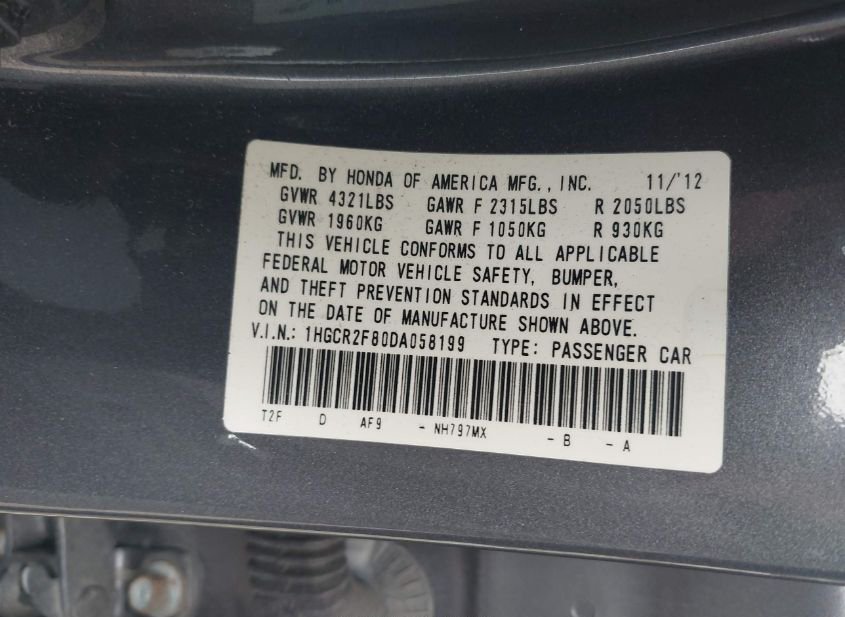 MFD. BY HONDA OF AMERICA MFG., INC. 11/'12
GVWR 4321LBS GAWR F 2315LBS R 2050LBS
GVWR 1960KG GAWR F 1050KG R 930KG
THIS VEHICLE CONFORMS TO ALL APPLICABLE
FEDERAL MOTOR VEHICLE SAFETY, BUMPER,
AND THEFT PREVENTION STANDARDS IN EFFECT
ON THE DATE OF MANUFACTURE SHOWN ABOVE.
V.I.N.: 1HGCR2F80DA058199 TYPE: PASSENGER CAR
T2F D AF9 - NH797MX - B - A